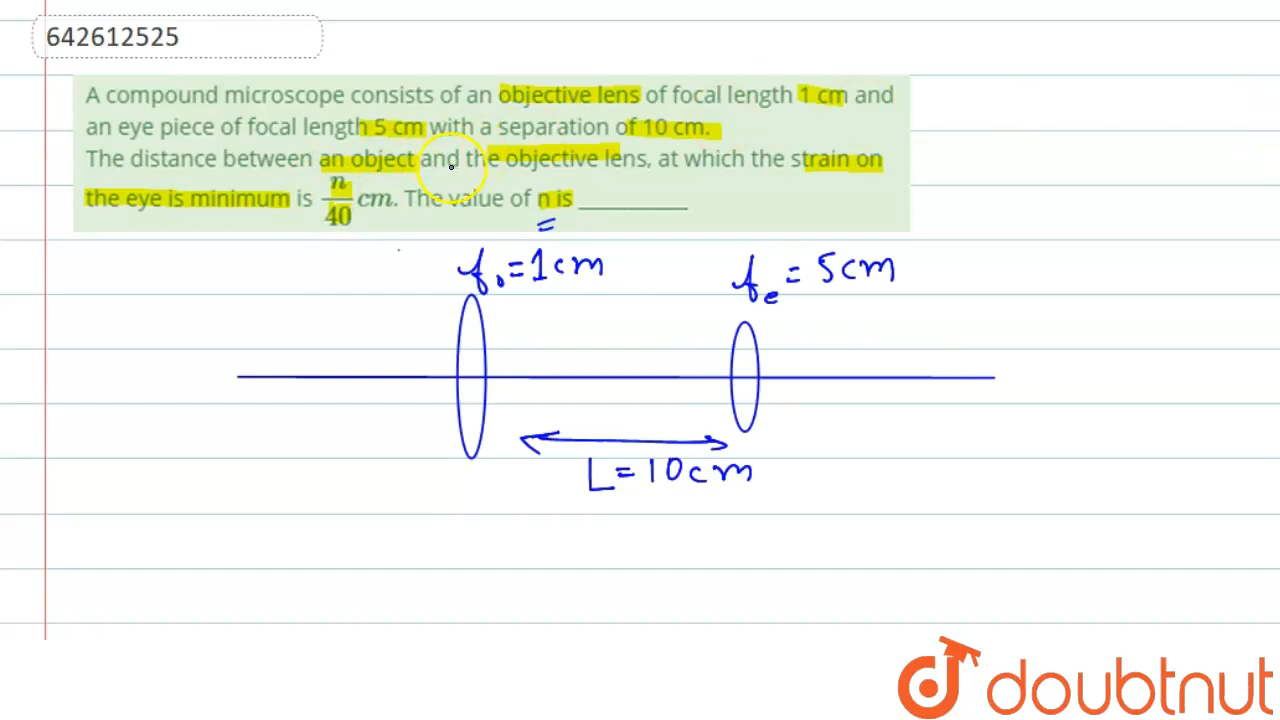 642612525
A compound microscope consists of an objective lens of focal length 1 cm and
an eye piece of focal length 5 cm with a separation of 10 cm.
The distance between an object and the objective lens, at which the strain on
the eye is minimum is n/40 cm. The value of n is __________
=
f₀=1cm
fₑ=5cm
L=10cm
doubtnut